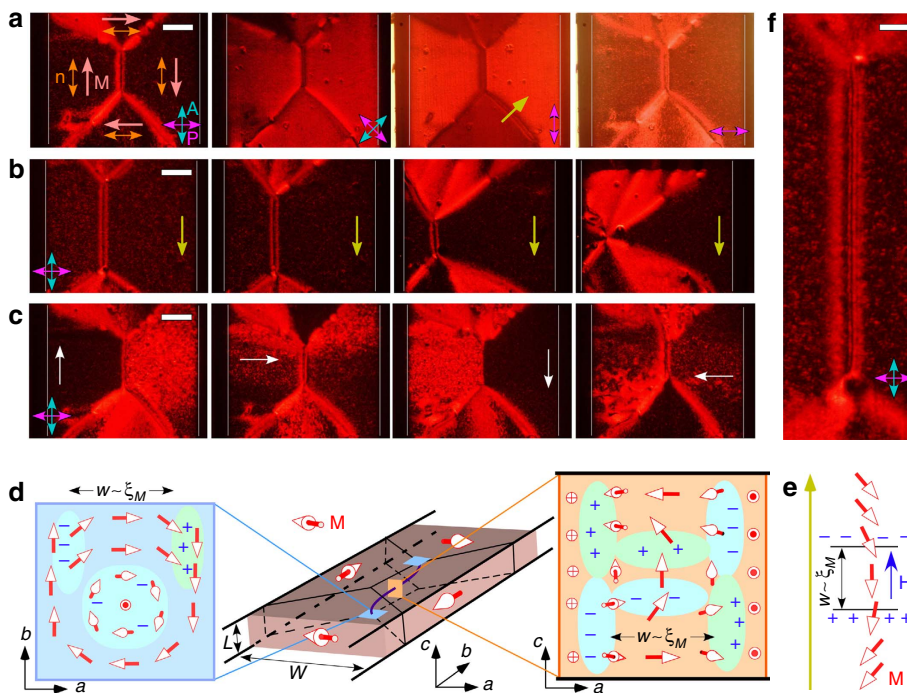 a
n
M
A
P
b
c
f
d
w~ξM
M
− + − + + − −
b
a
L
W
c
b
a
+ − + + − + − −
w~ξM
c
a
e
− − − − −
w~ξM
H
+ + + + +
M